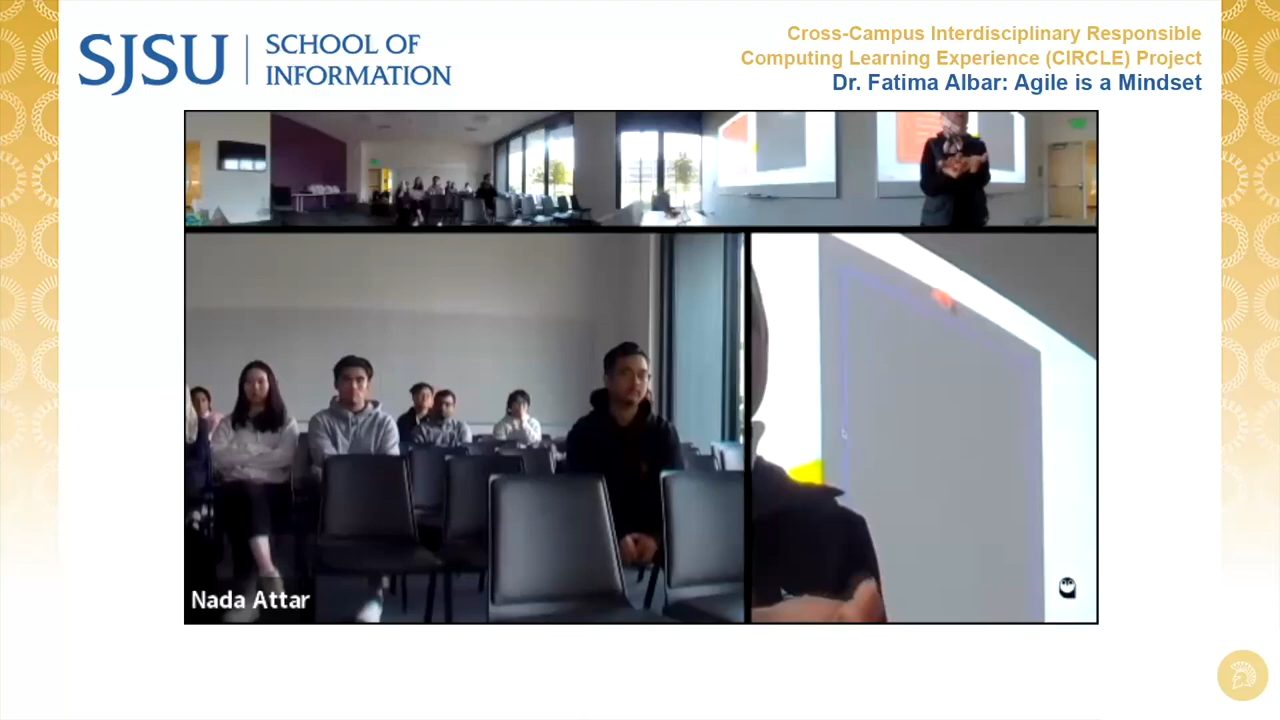 SJSU
SCHOOL OF
INFORMATION
Cross-Campus Interdisciplinary Responsible
Computing Learning Experience (CIRCLE) Project
Dr. Fatima Albar: Agile is a Mindset
Nada Attar